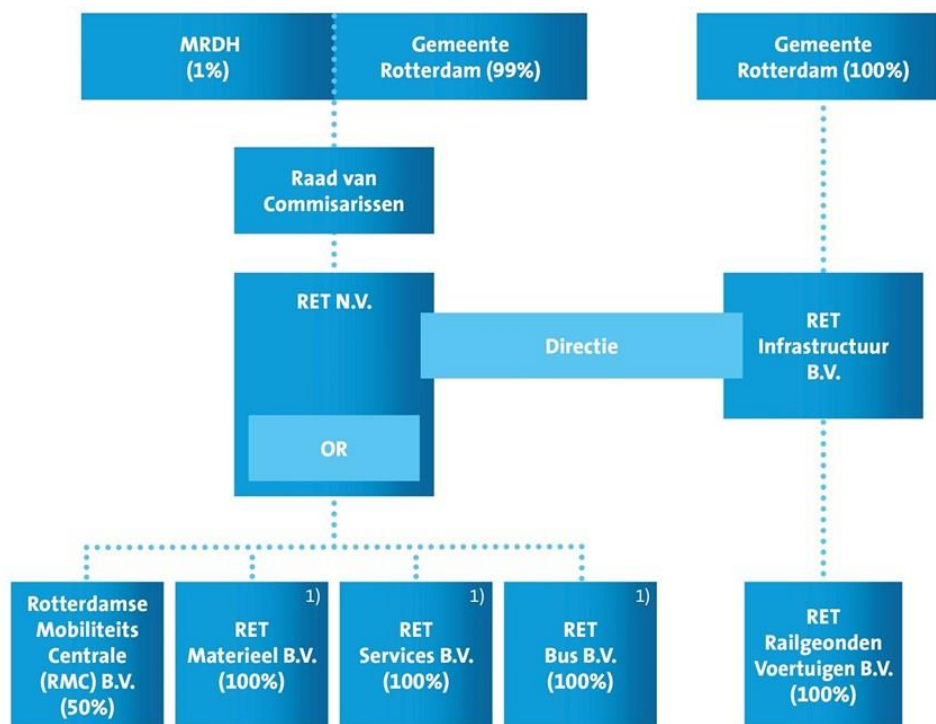 MRDH
(1%)
Gemeente
Rotterdam (99%)
Gemeente
Rotterdam (100%)
Raad van
Commisarissen
RET N.V.
Directie
RET
Infrastructuur
B.V.
OR
Rotterdamse
Mobiliteits
Centrale
(RMC) B.V.
(50%)
1)
RET
Materieel B.V.
(100%)
1)
RET
Services B.V.
(100%)
1)
RET
Bus B.V.
(100%)
RET
Railgeonden
Voertuigen B.V.
(100%)